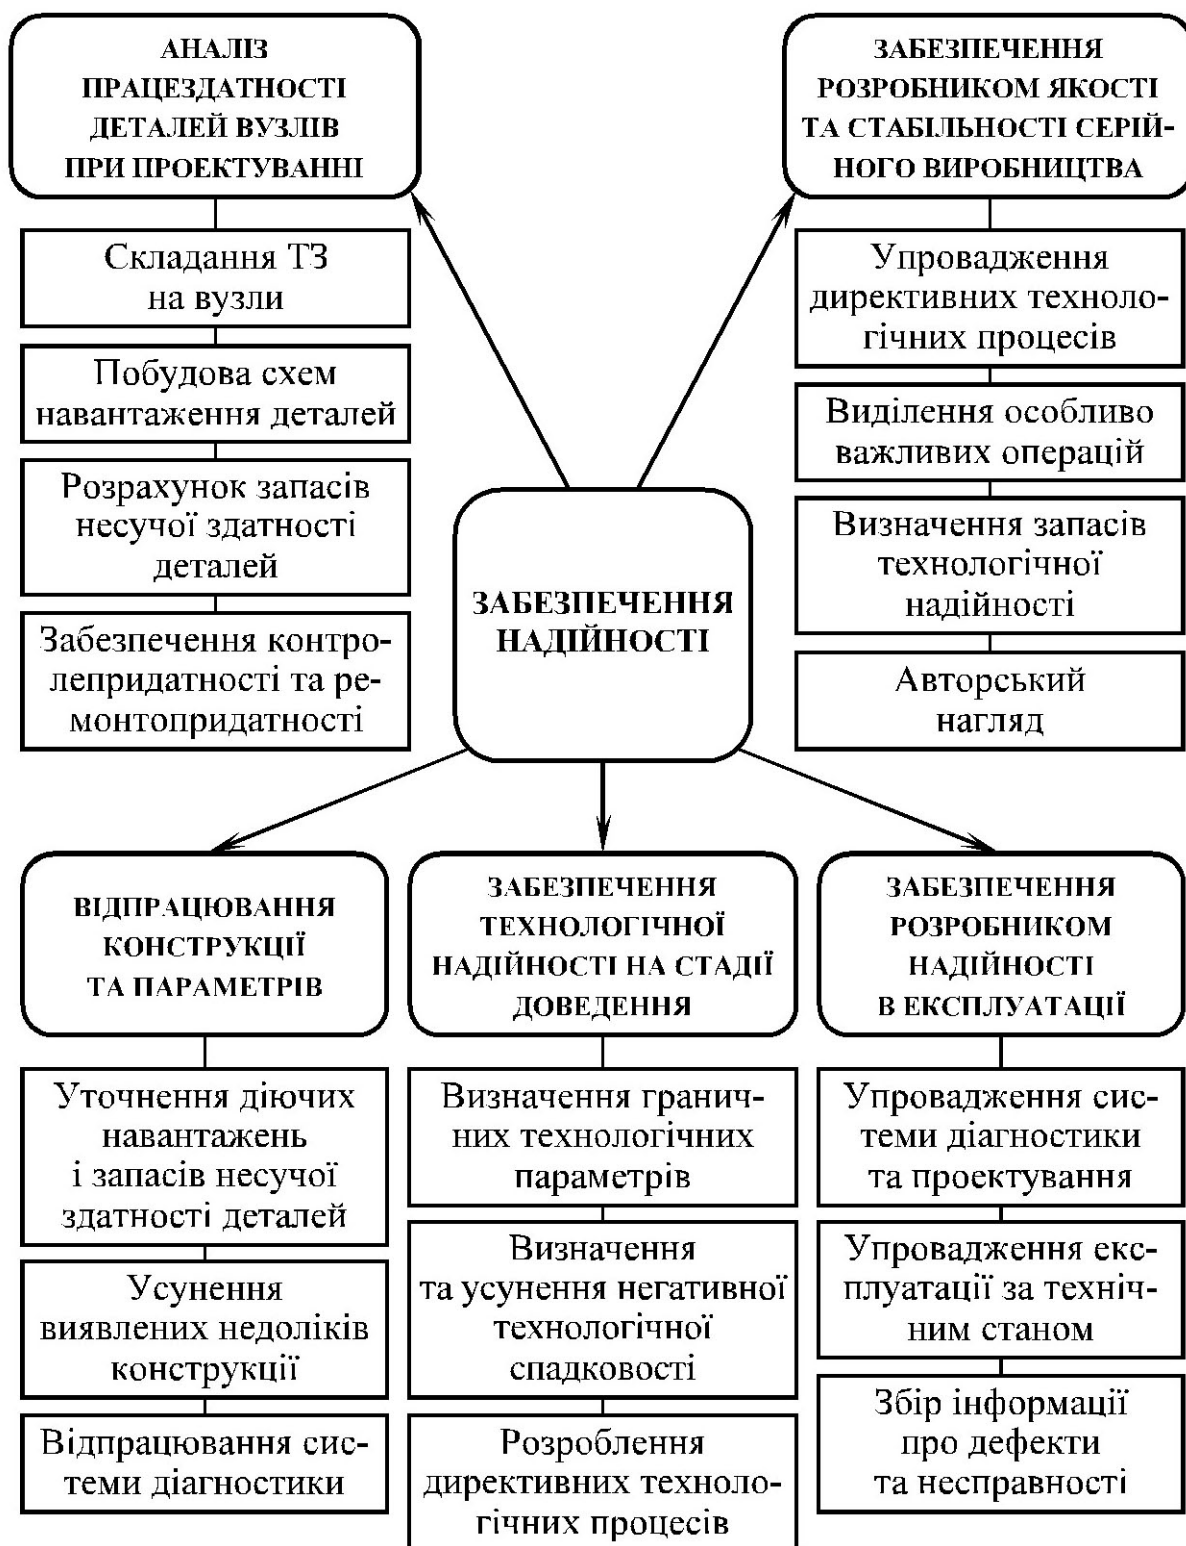 АНАЛІЗ
ПРАЦЕЗДАТНОСТІ
ДЕТАЛЕЙ ВУЗЛІВ
ПРИ ПРОЕКТУВАННІ
Складання ТЗ
на вузли
Побудова схем
навантаження деталей
Розрахунок запасів
несучої здатності
деталей
Забезпечення контро-
лепридатності та ре-
монтопридатності
ЗАБЕЗПЕЧЕННЯ
РОЗРОБНИКОМ ЯКОСТІ
ТА СТАБІЛЬНОСТІ СЕРІЙ-
НОГО ВИРОБНИЦТВА
Упровадження
директивних техноло-
гічних процесів
Виділення особливо
важливих операцій
Визначення запасів
технологічної
надійності
Авторський
нагляд
ЗАБЕЗПЕЧЕННЯ
НАДІЙНОСТІ
ВІДПРАЦЮВАННЯ
КОНСТРУКЦІЇ
ТА ПАРАМЕТРІВ
Уточнення діючих
навантажень
і запасів несучої
здатності деталей
Усунення
виявлених недоліків
конструкції
Відпрацювання сис-
теми діагностики
ЗАБЕЗПЕЧЕННЯ
ТЕХНОЛОГІЧНОЇ
НАДІЙНОСТІ НА СТАДІЇ
ДОВЕДЕННЯ
Визначення гранич-
них технологічних
параметрів
Визначення
та усунення негативної
технологічної
спадковості
Розроблення
директивних техноло-
гічних процесів
ЗАБЕЗПЕЧЕННЯ
РОЗРОБНИКОМ
НАДІЙНОСТІ
В ЕКСПЛУАТАЦІЇ
Упровадження сис-
теми діагностики
та проектування
Упровадження екс-
плуатації за техніч-
ним станом
Збір інформації
про дефекти
та несправності